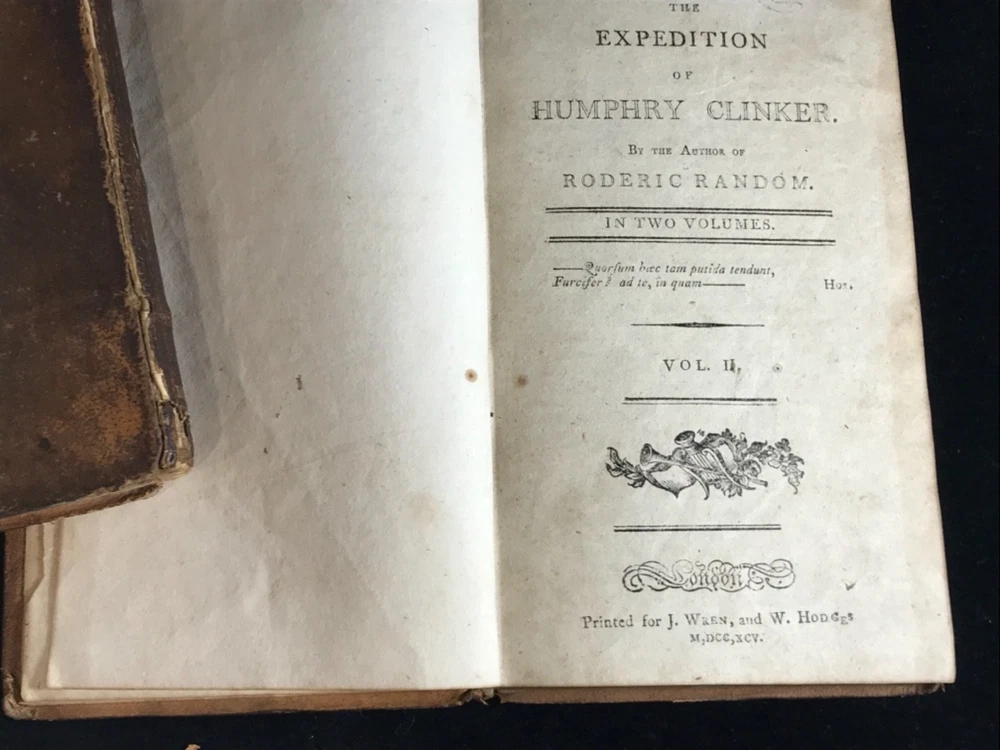 THE
EXPEDITION
OF
HUMPHRY CLINKER.
BY THE AUTHOR OF
RODERIC RANDOM.
IN TWO VOLUMES.
——Quorſum hæc tam putida tendunt,
Furcifer? ad te, in quam—— Hor.
VOL. II.
London
Printed for J. WREN, and W. HODGES
M,DCC,XCV.